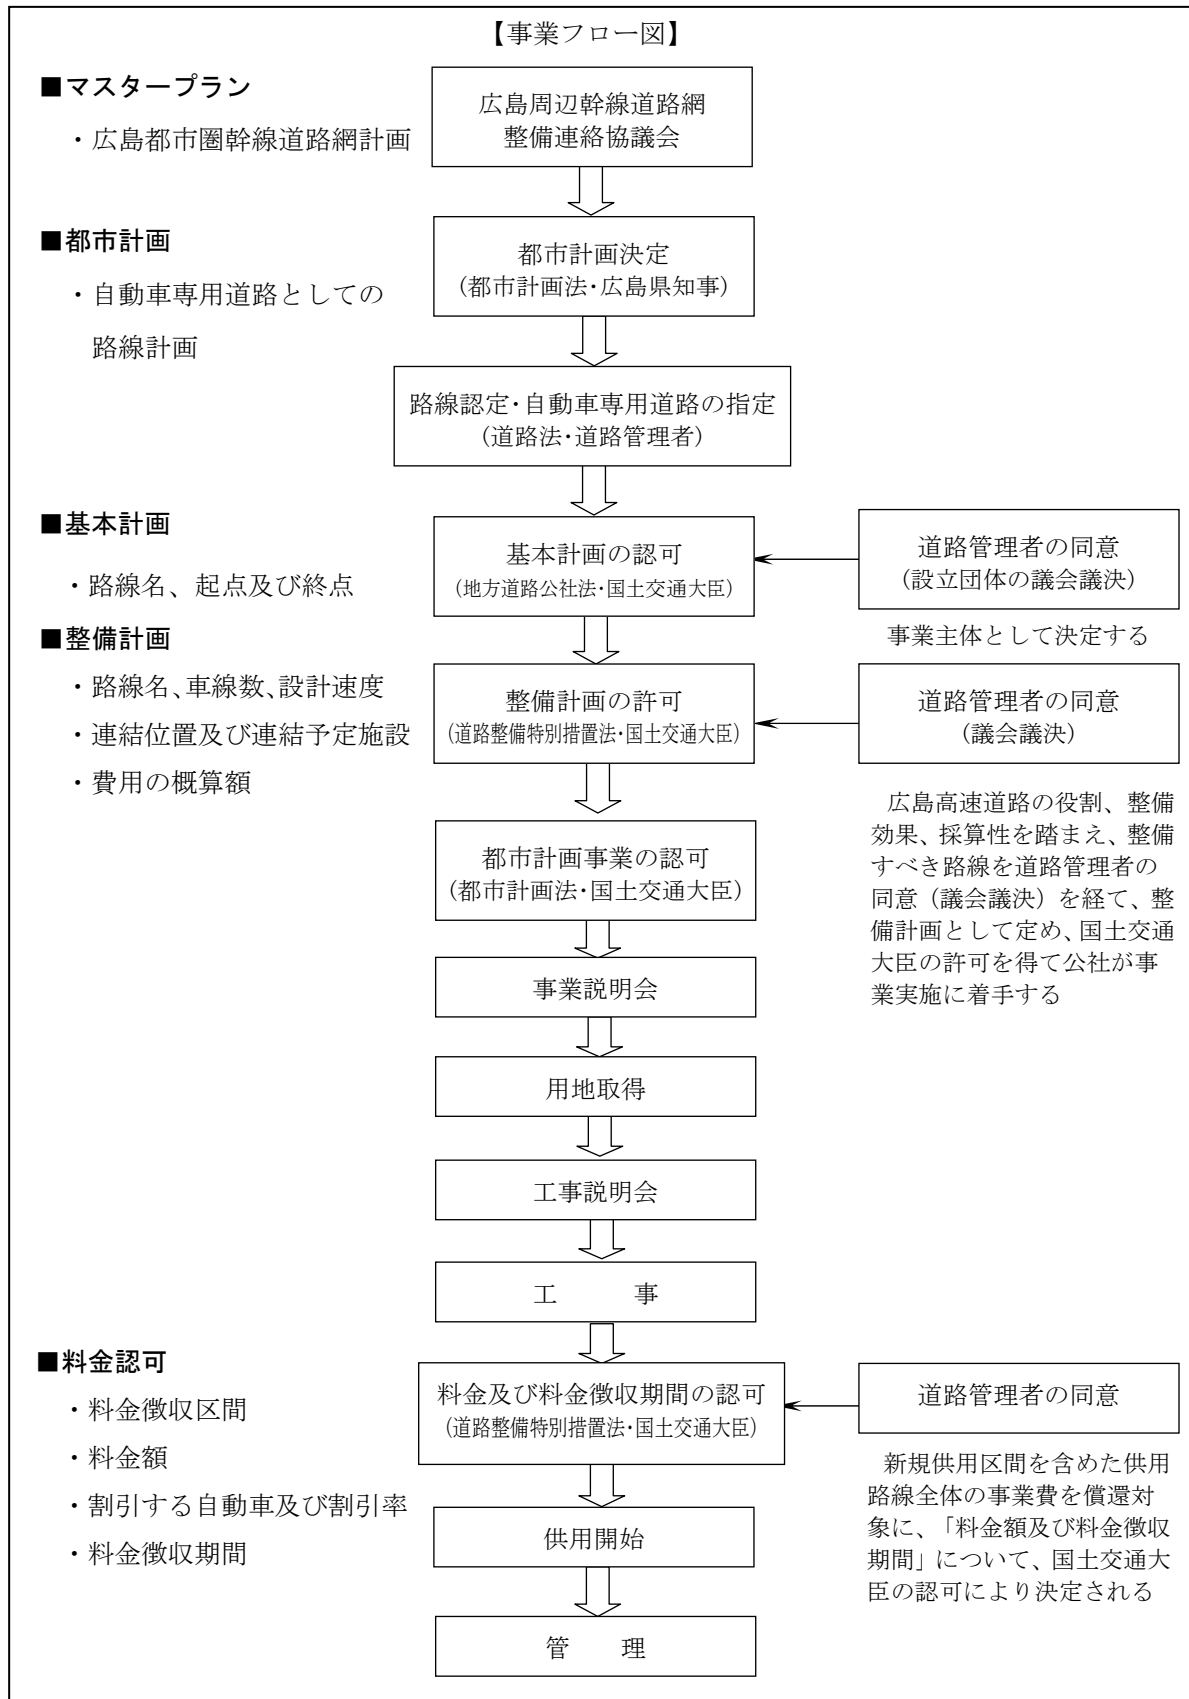 【事業フロー図】
■マスタープラン
・広島都市圏幹線道路網計画
広島周辺幹線道路網
整備連絡協議会
■都市計画
・自動車専用道路としての
路線計画
都市計画決定
（都市計画法・広島県知事）
路線認定・自動車専用道路の指定
（道路法・道路管理者）
■基本計画
・路線名、起点及び終点
基本計画の認可
（地方道路公社法・国土交通大臣）
道路管理者の同意
（設立団体の議会議決）
事業主体として決定する
■整備計画
・路線名、車線数、設計速度
・連結位置及び連結予定施設
・費用の概算額
整備計画の許可
（道路整備特別措置法・国土交通大臣）
道路管理者の同意
（議会議決）
広島高速道路の役割、整備
効果、採算性を踏まえ、整備
すべき路線を道路管理者の
同意（議会議決）を経て、整
備計画として定め、国土交通
大臣の許可を得て公社が事
業実施に着手する
都市計画事業の認可
（都市計画法・国土交通大臣）
事業説明会
用地取得
工事説明会
工　　事
■料金認可
・料金徴収区間
・料金額
・割引する自動車及び割引率
・料金徴収期間
料金及び料金徴収期間の認可
（道路整備特別措置法・国土交通大臣）
道路管理者の同意
新規供用区間を含めた供用
路線全体の事業費を償還対
象に、「料金額及び料金徴収
期間」について、国土交通大
臣の認可により決定される
供用開始
管　　理